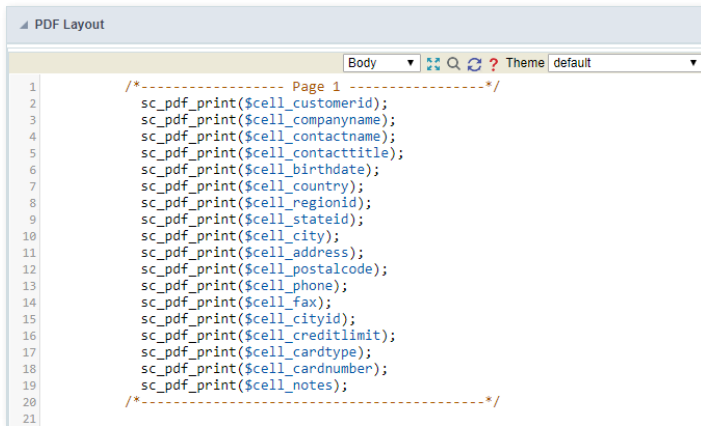 PDF Layout
Body Theme default
1 /*------------------ Page 1 -----------------*/
2 sc_pdf_print($cell_customerid);
3 sc_pdf_print($cell_companyname);
4 sc_pdf_print($cell_contactname);
5 sc_pdf_print($cell_contacttitle);
6 sc_pdf_print($cell_birthdate);
7 sc_pdf_print($cell_country);
8 sc_pdf_print($cell_regionid);
9 sc_pdf_print($cell_stateid);
10 sc_pdf_print($cell_city);
11 sc_pdf_print($cell_address);
12 sc_pdf_print($cell_postalcode);
13 sc_pdf_print($cell_phone);
14 sc_pdf_print($cell_fax);
15 sc_pdf_print($cell_cityid);
16 sc_pdf_print($cell_creditlimit);
17 sc_pdf_print($cell_cardtype);
18 sc_pdf_print($cell_cardnumber);
19 sc_pdf_print($cell_notes);
20 /*------------------------------------------*/
21